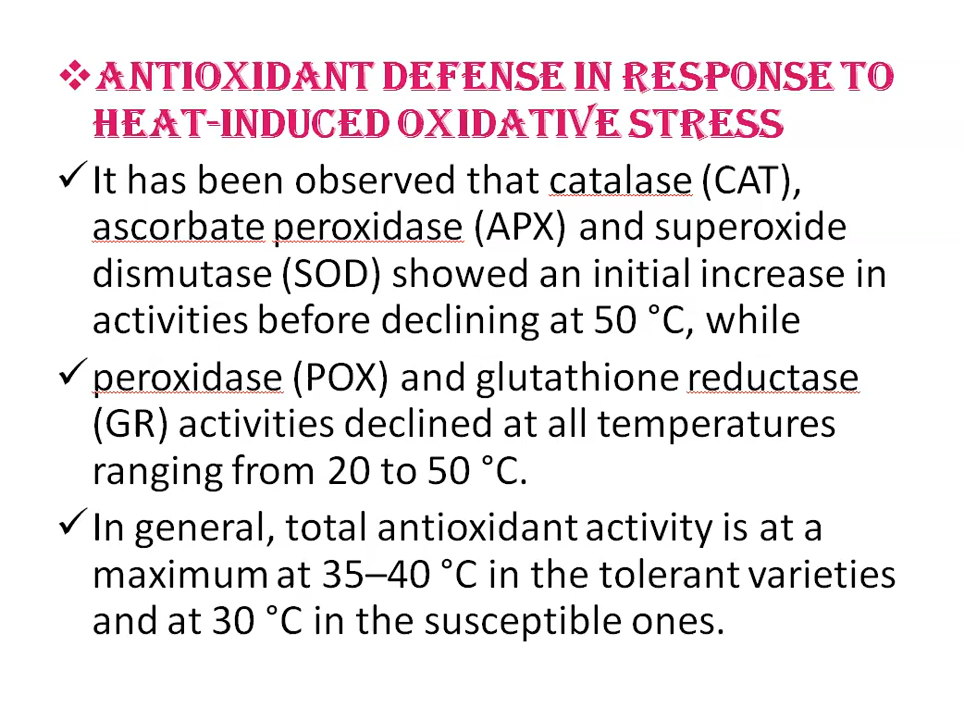 ❖ANTIOXIDANT DEFENSE IN RESPONSE TO
HEAT-INDUCED OXIDATIVE STRESS
✓It has been observed that catalase (CAT),
ascorbate peroxidase (APX) and superoxide
dismutase (SOD) showed an initial increase in
activities before declining at 50 °C, while
✓peroxidase (POX) and glutathione reductase
(GR) activities declined at all temperatures
ranging from 20 to 50 °C.
✓In general, total antioxidant activity is at a
maximum at 35–40 °C in the tolerant varieties
and at 30 °C in the susceptible ones.